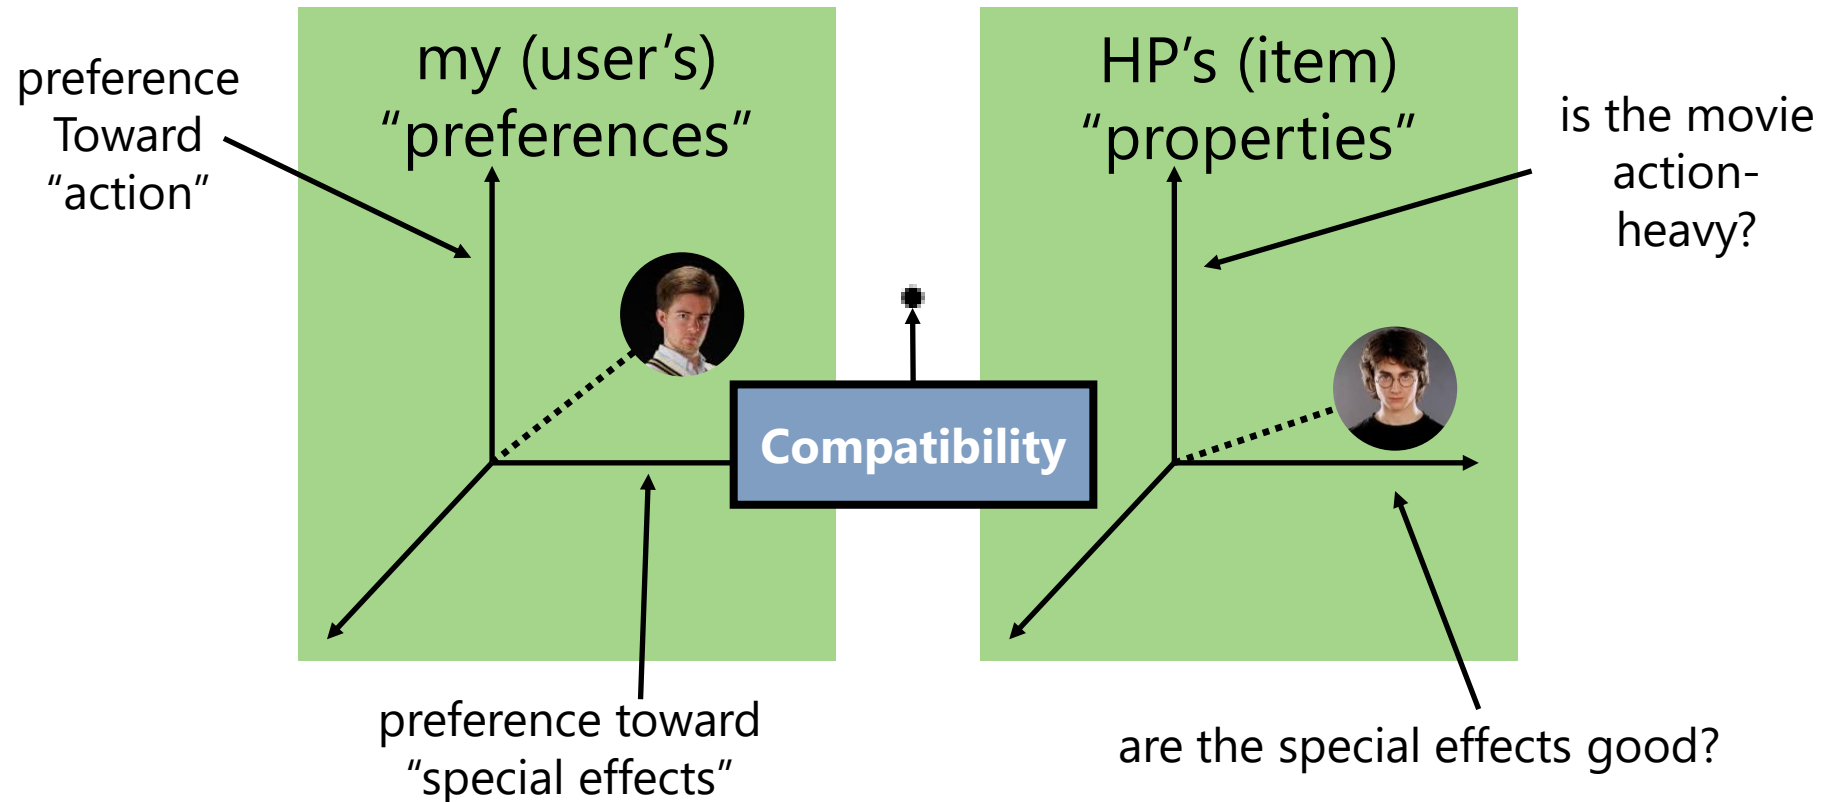 preference
Toward
“action”
my (user’s)
“preferences”
HP’s (item)
“properties”
is the movie
action-
heavy?
Compatibility
preference toward
“special effects”
are the special effects good?